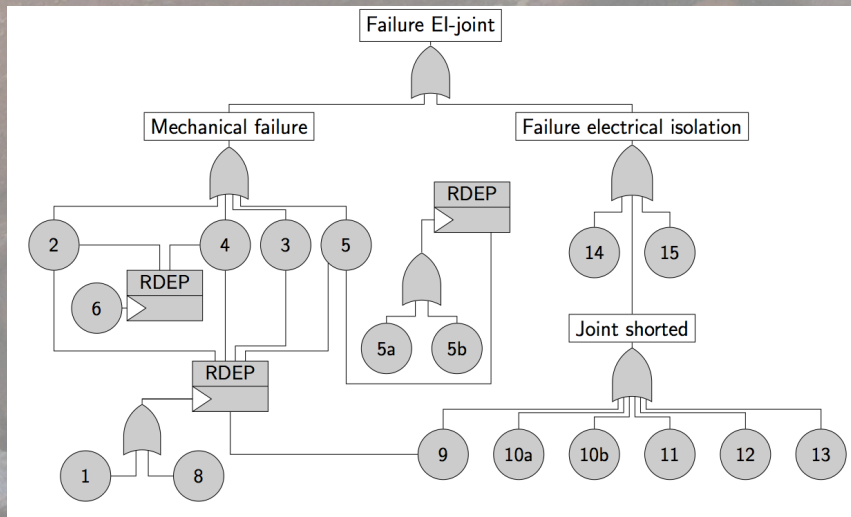 Failure EI-joint
Mechanical failure
Failure electrical isolation
RDEP
2
4
3
5
14
15
RDEP
6
5a
5b
Joint shorted
RDEP
1
8
9
10a
10b
11
12
13